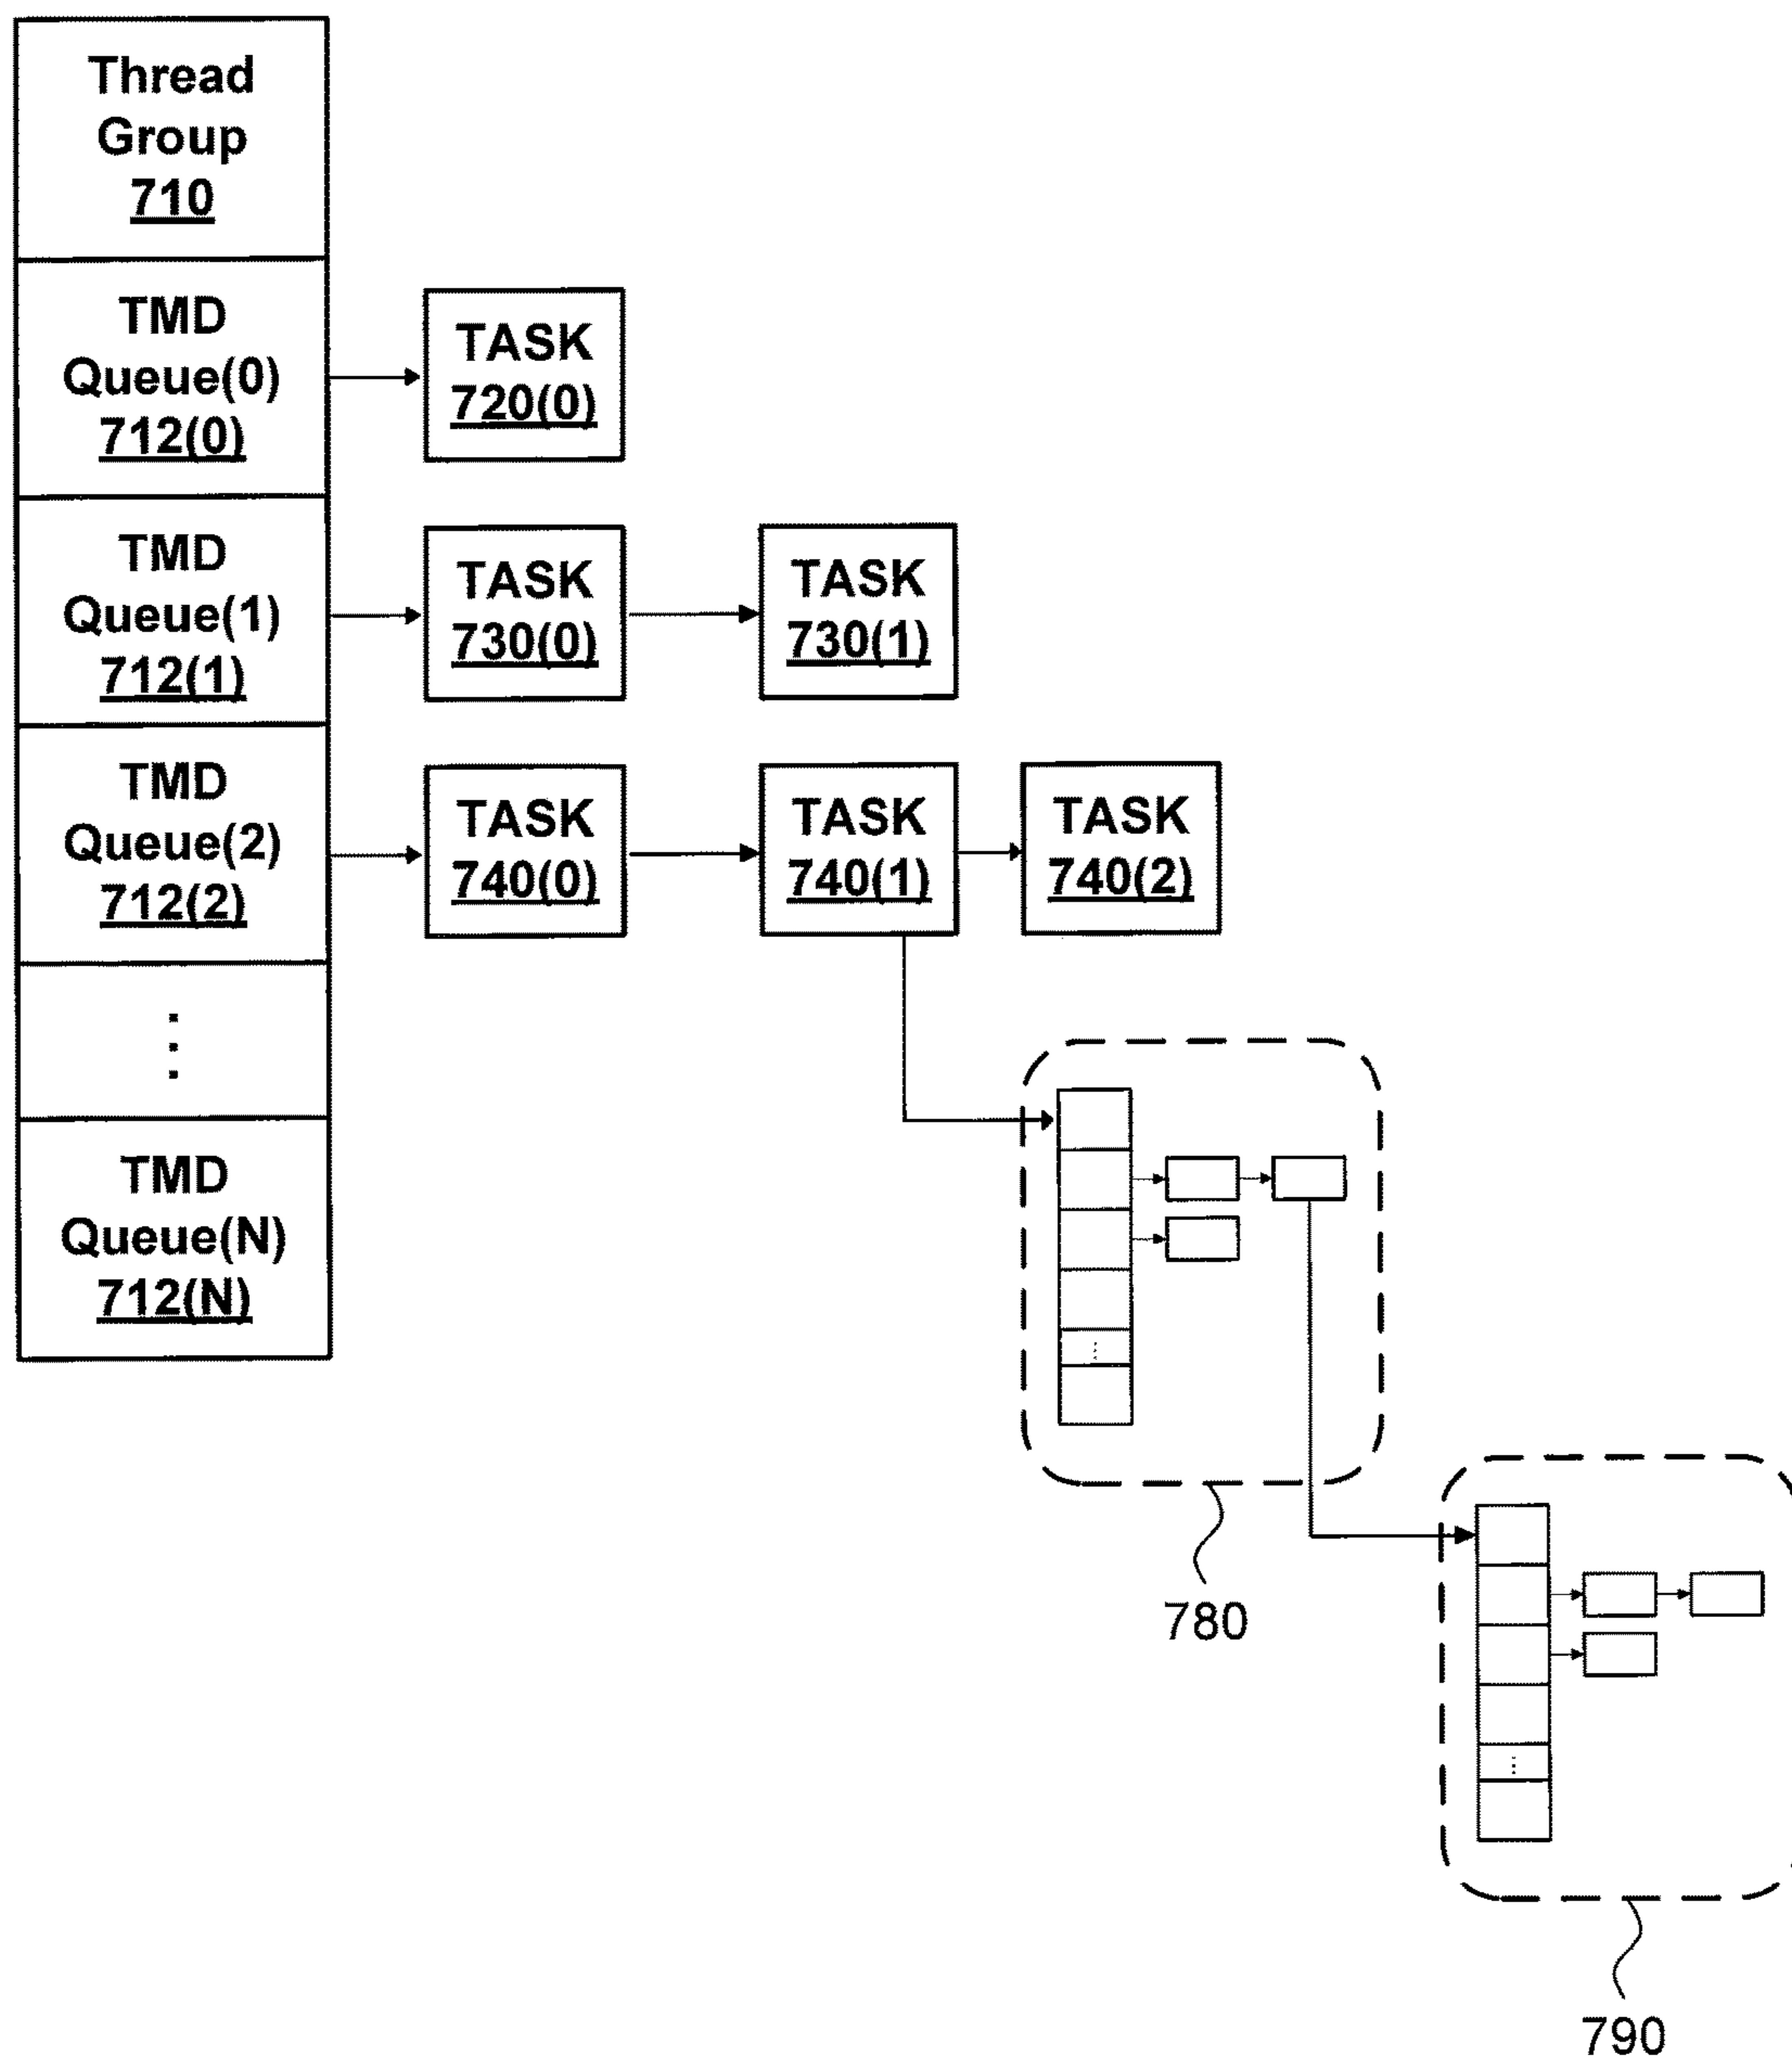 Thread
Group
710
TMD
Queue(0)
712(0)
TASK
720(0)
TMD
Queue(1)
712(1)
TASK
730(0)
TASK
730(1)
TMD
Queue(2)
712(2)
TASK
740(0)
TASK
740(1)
TASK
740(2)
TMD
Queue(N)
712(N)
780
790